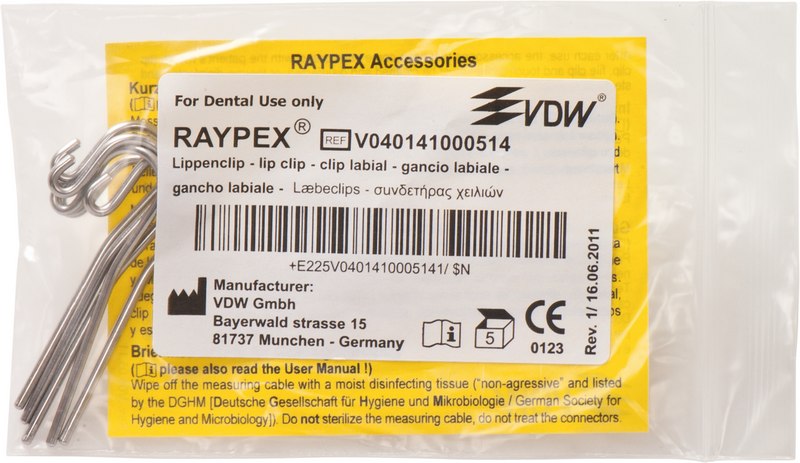 RAYPEX Accessories
Kurz
For Dental Use only
VDW®
RAYPEX® REF V040141000514
Lippenclip - lip clip - clip labial - gancio labiale -
gancho labiale - Læbeclips - συνδετήρας χειλιών
+E225V0401410005141/ $N
Manufacturer:
VDW Gmbh
Bayerwald strasse 15
81737 Munchen - Germany
5
CE
0123
Rev. 1/ 16.06.2011
clip
y es
Brie
(i please also read the User Manual !)
Wipe off the measuring cable with a moist disinfecting tissue ("non-agressive" and listed
by the DGHM [Deutsche Gesellschaft für Hygiene und Mikrobiologie / German Society for
Hygiene and Microbiology]). Do not sterilize the measuring cable, do not treat the connectors.